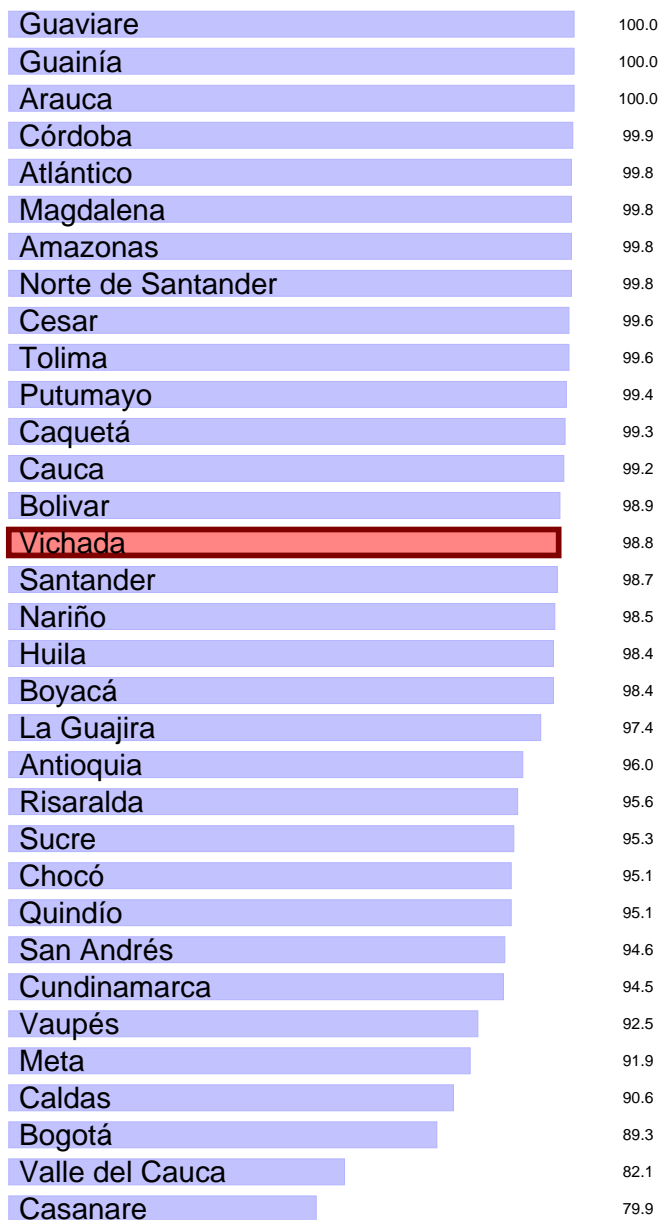 Guaviare 100.0
Guainía 100.0
Arauca 100.0
Córdoba 99.9
Atlántico 99.8
Magdalena 99.8
Amazonas 99.8
Norte de Santander 99.8
Cesar 99.6
Tolima 99.6
Putumayo 99.4
Caquetá 99.3
Cauca 99.2
Bolivar 98.9
Vichada 98.8
Santander 98.7
Nariño 98.5
Huila 98.4
Boyacá 98.4
La Guajira 97.4
Antioquia 96.0
Risaralda 95.6
Sucre 95.3
Chocó 95.1
Quindío 95.1
San Andrés 94.6
Cundinamarca 94.5
Vaupés 92.5
Meta 91.9
Caldas 90.6
Bogotá 89.3
Valle del Cauca 82.1
Casanare 79.9